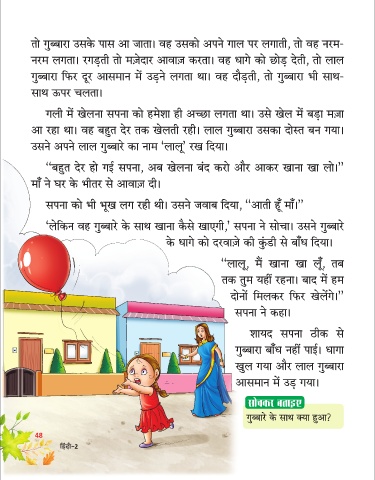 तो गुब्बारा उसके पास आ जाता। वह उसको अपने गाल पर लगाती, तो वह नरम-
नरम लगता। रगड़ती तो मज़ेदार आवाज़ करता। वह धागे को छोड़ देती, तो लाल
गुब्बारा फिर दूर आसमान में उड़ने लगता था। वह दौड़ती, तो गुब्बारा भी साथ-
साथ ऊपर चलता।
गली में खेलना सपना को हमेशा ही अच्छा लगता था। उसे खेल में बड़ा मज़ा
आ रहा था। वह बहुत देर तक खेलती रही। लाल गुब्बारा उसका दोस्त बन गया।
उसने अपने लाल गुब्बारे का नाम ‘लालू’ रख दिया।
“बहुत देर हो गई सपना, अब खेलना बंद करो और आकर खाना खा लो।”
माँ ने घर के भीतर से आवाज़ दी।
सपना को भी भूख लग रही थी। उसने जवाब दिया, “आती हूँ माँ।”
‘लेकिन वह गुब्बारे के साथ खाना कैसे खाएगी,’ सपना ने सोचा। उसने गुब्बारे
के धागे को दरवाज़े की कुंडी से बाँध दिया।
“लालू, मैं खाना खा लूँ, तब
तक तुम यहीं रहना। बाद में हम
दोनों मिलकर फिर खेलेंगे।”
सपना ने कहा।
शायद सपना ठीक से
गुब्बारा बाँध नहीं पाई। धागा
खुल गया और लाल गुब्बारा
आसमान में उड़ गया।
सोचकर बताइए
गुब्बारे के साथ क्या हुआ?
48
हिंदी-2